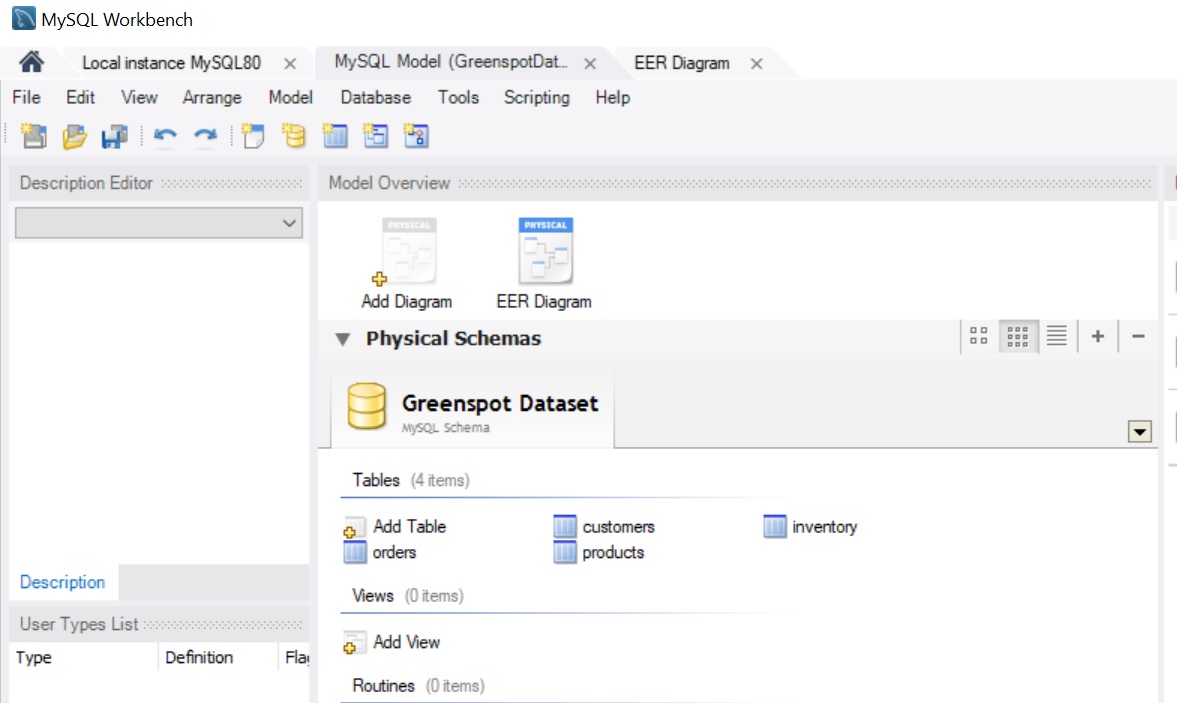 MySQL Workbench
Local instance MySQL80
MySQL Model (GreenspotDat...
EER Diagram
File Edit View Arrange Model Database Tools Scripting Help
Description Editor
Model Overview
PHYSICAL
PHYSICAL
Add Diagram
EER Diagram
Physical Schemas
Greenspot Dataset
MySQL Schema
Tables (4 items)
Add Table customers inventory
orders products
Views (0 items)
Add View
Routines (0 items)
Description
User Types List
Type Definition